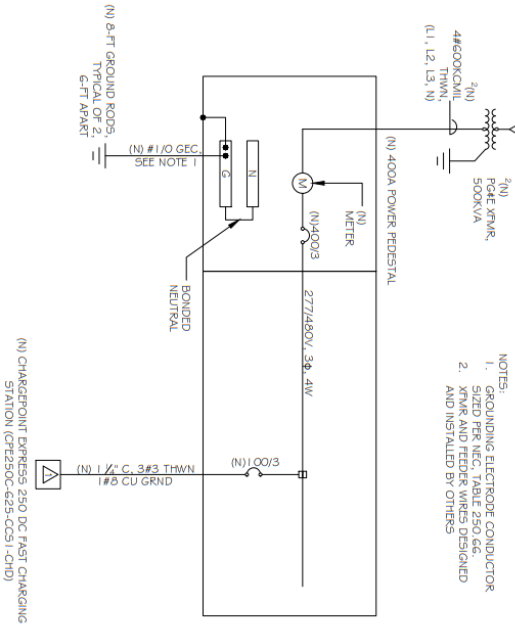 ²(N)
4#600KCMIL
THWN,
(L1, L2, L3, N)
²(N)
PG&E XFMR,
500KVA
(N) 400A POWER PEDESTAL
(N) 8-FT GROUND RODS,
TYPICAL OF 2,
6-FT APART
(N) #1/0 GEC,
SEE NOTE 1
G
N
M
(N)
METER
(N)400/3
BONDED
NEUTRAL
277/480V, 3Φ, 4W
(N)100/3
(N) 1 ¼" C, 3#3 THWN
1#8 CU GRND
1
(N) CHARGEPOINT EXPRESS 250 DC FAST CHARGING
STATION (CPE250C-625-CCS1-CHD)
NOTES:
1. GROUNDING ELECTRODE CONDUCTOR
SIZED PER NEC, TABLE 250.66.
2. XFMR AND FEEDER WIRES DESIGNED
AND INSTALLED BY OTHERS